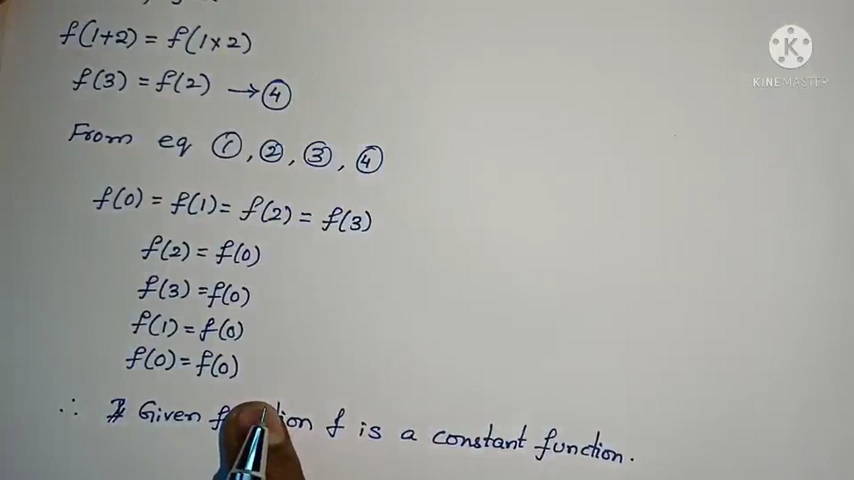 f(1+2) = f(1×2)
f(3) = f(2) → ④
From eq ①, ②, ③, ④
f(0) = f(1) = f(2) = f(3)
f(2) = f(0)
f(3) = f(0)
f(1) = f(0)
f(0) = f(0)
∴ Given f ion f is a constant function.
KINEMASTER